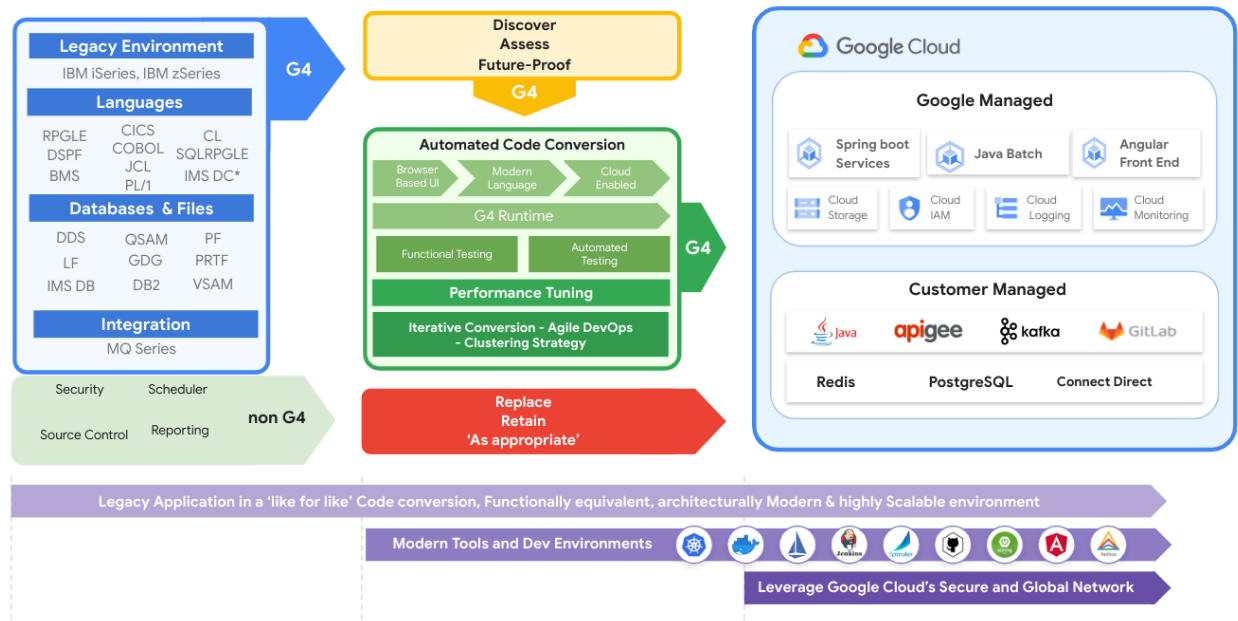 Legacy Environment
IBM iSeries, IBM zSeries
Languages
RPGLE
DSPF
BMS
CICS
COBOL
JCL
PL/1
CL
SQLRPGLE
IMS DC*
Databases & Files
DDS
LF
IMS DB
QSAM
GDG
DB2
PF
PRTF
VSAM
Integration
MQ Series
G4
Security
Scheduler
Source Control
Reporting
non G4
Discover
Assess
Future-Proof
G4
Automated Code Conversion
Browser
Based UI
Modern
Language
Cloud
Enabled
G4 Runtime
Functional Testing
Automated
Testing
Performance Tuning
Iterative Conversion - Agile DevOps
- Clustering Strategy
G4
Replace
Retain
‘As appropriate’
Google Cloud
Google Managed
Spring boot
Services
Java Batch
Angular
Front End
Cloud
Storage
Cloud
IAM
Cloud
Logging
Cloud
Monitoring
Customer Managed
Java
apigee
kafka
GitLab
Redis
PostgreSQL
Connect Direct
Legacy Application in a ‘like for like’ Code conversion, Functionally equivalent, architecturally Modern & highly Scalable environment
Modern Tools and Dev Environments
Jenkins
Spinnaker
spring
A
Anthos
Leverage Google Cloud’s Secure and Global Network